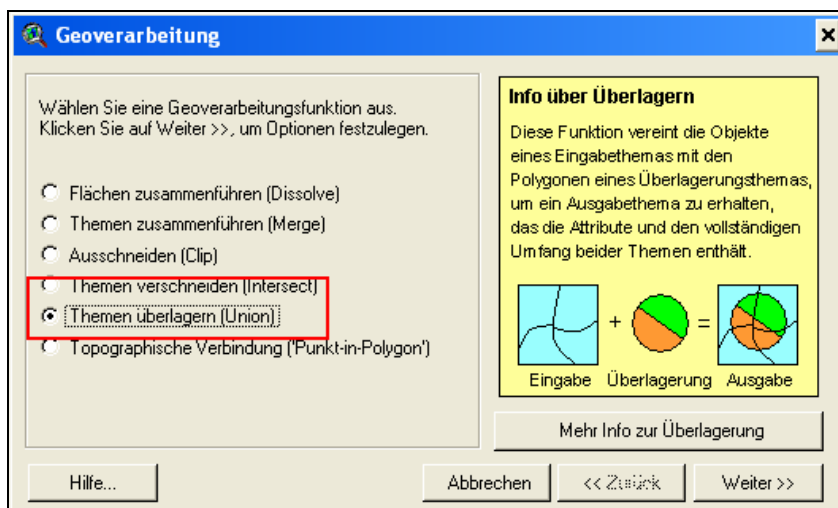 Geoverarbeitung
Wählen Sie eine Geoverarbeitungsfunktion aus.
Klicken Sie auf Weiter >>, um Optionen festzulegen.
Flächen zusammenführen (Dissolve)
Themen zusammenführen (Merge)
Ausschneiden (Clip)
Themen verschneiden (Intersect)
Themen überlagern (Union)
Topographische Verbindung ('Punkt-in-Polygon')
Info über Überlagern
Diese Funktion vereint die Objekte
eines Eingabethemas mit den
Polygonen eines Überlagerungsthemas,
um ein Ausgabethema zu erhalten,
das die Attribute und den vollständigen
Umfang beider Themen enthält.
+ =
Eingabe Überlagerung Ausgabe
Mehr Info zur Überlagerung
Hilfe... Abbrechen << Zurück Weiter >>